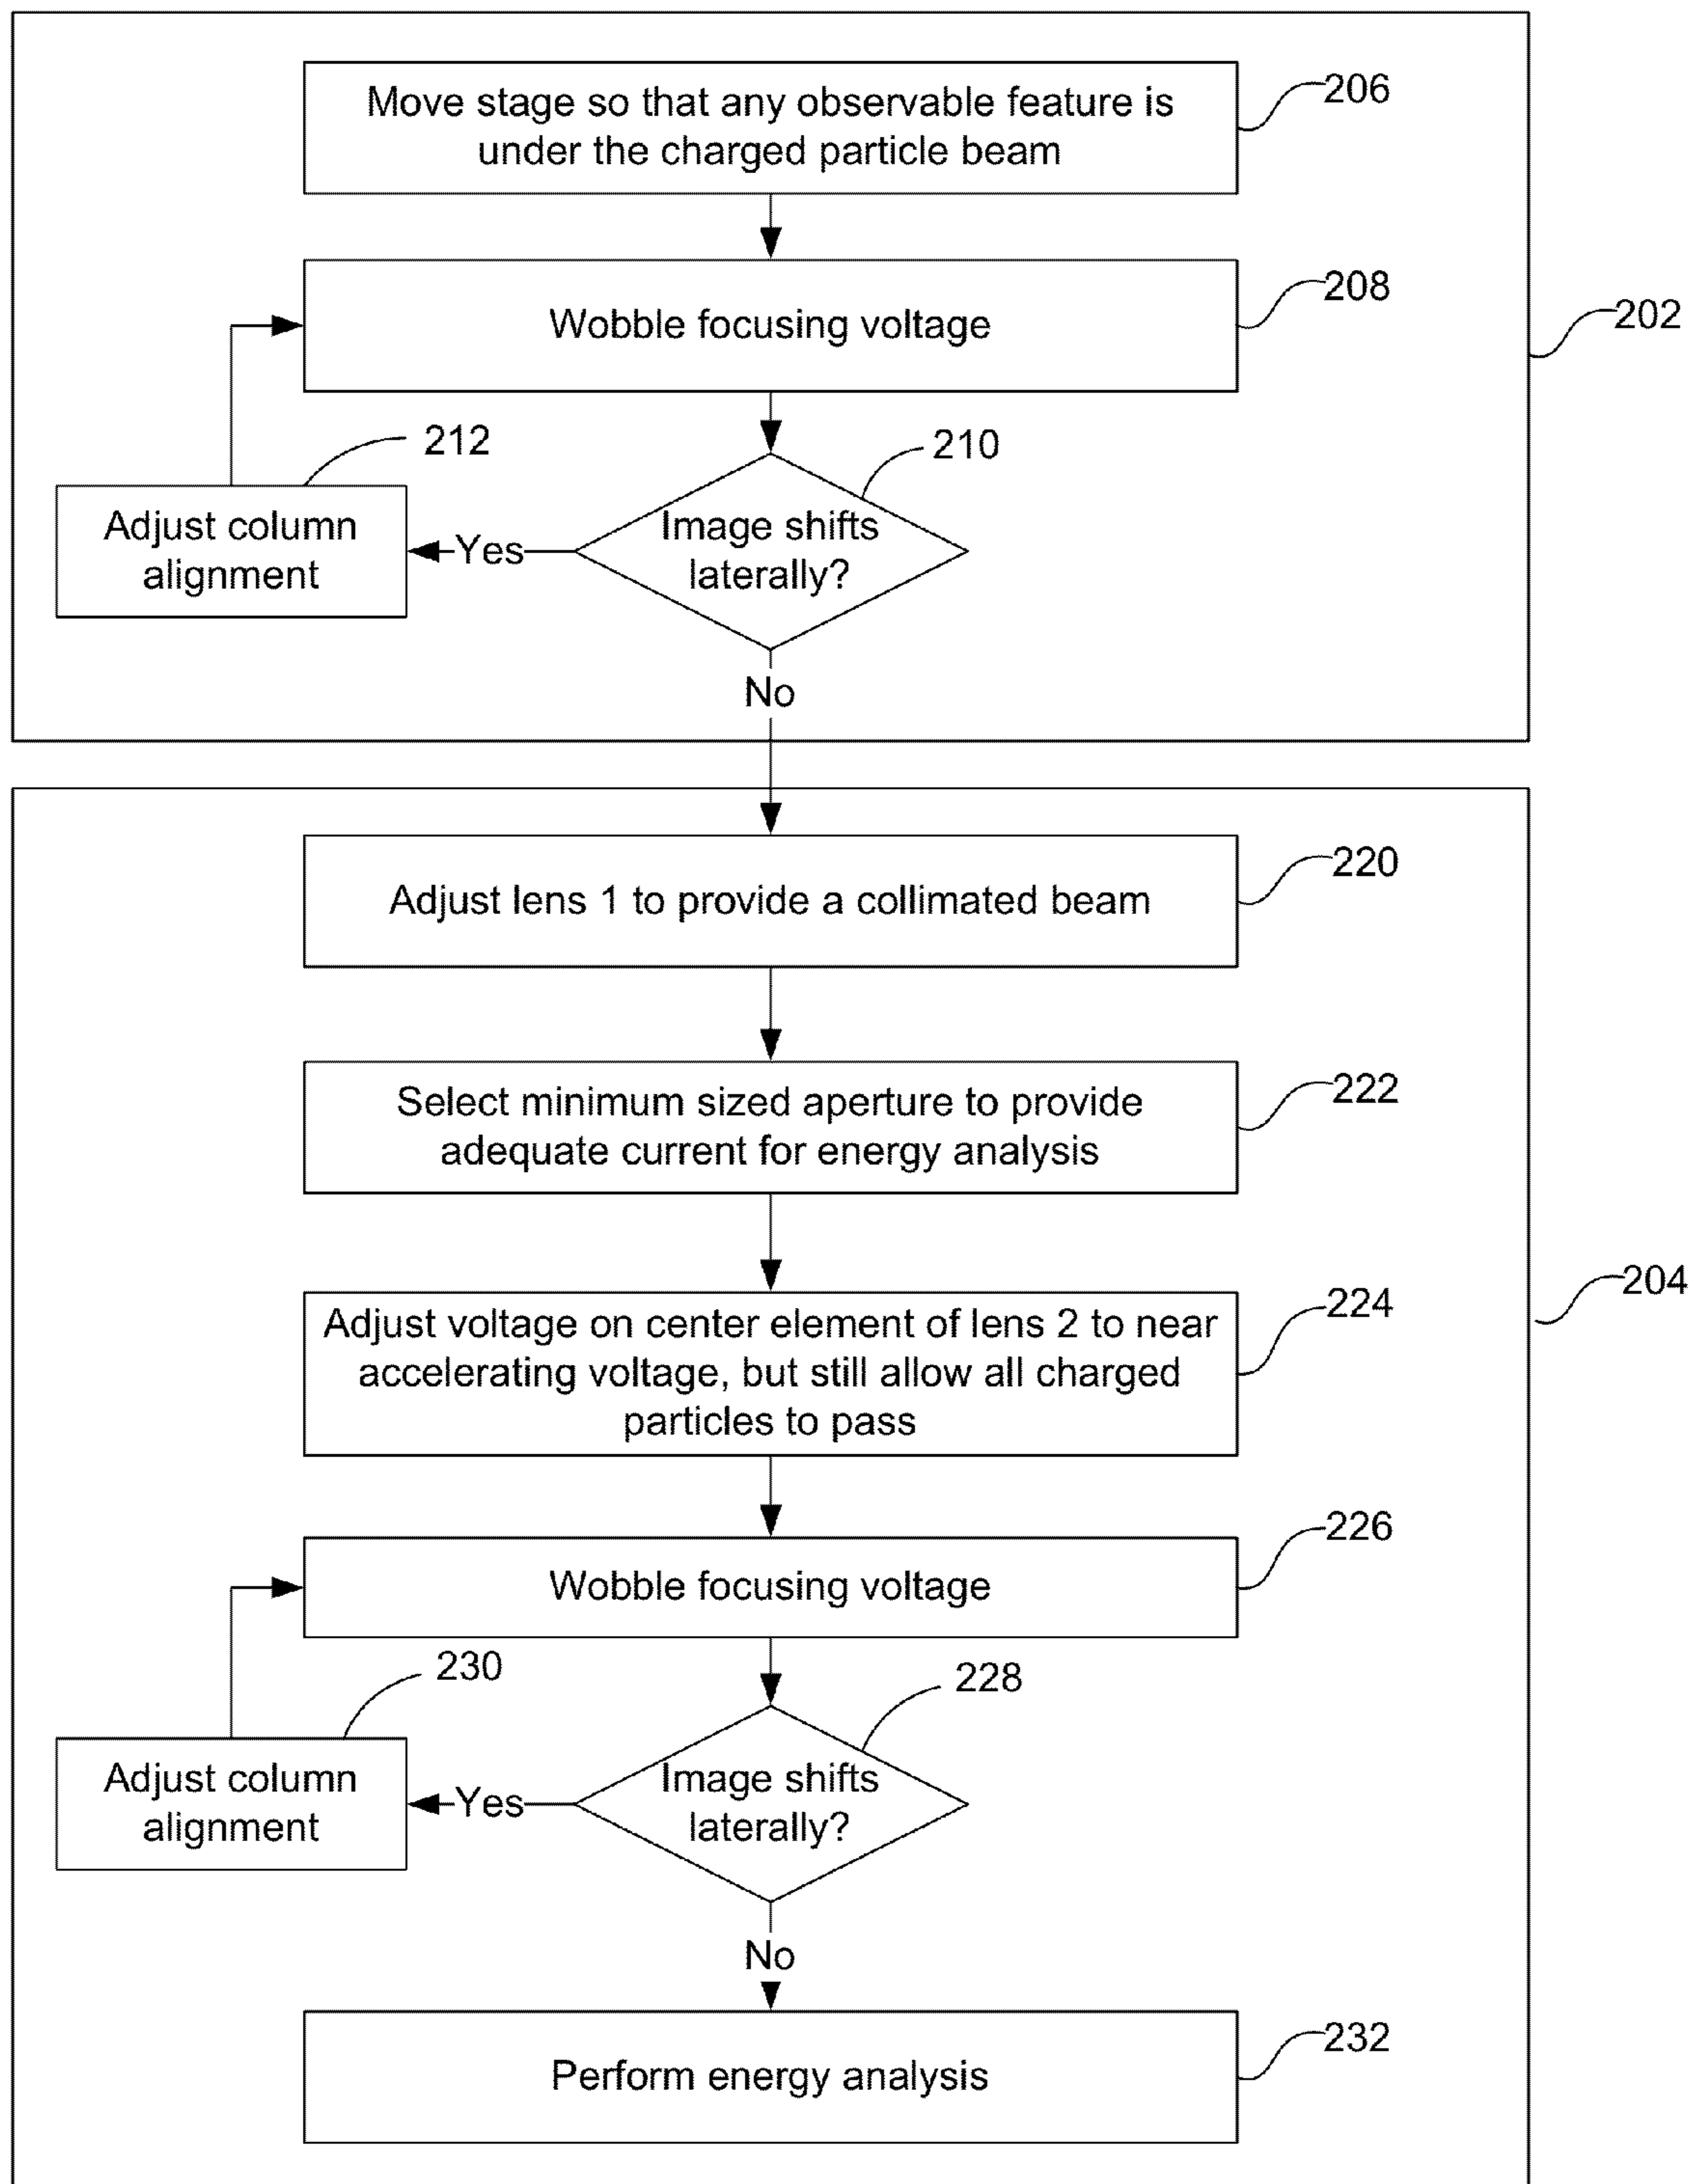 Move stage so that any observable feature is
under the charged particle beam
206
Wobble focusing voltage
208
202
212
210
Adjust column
alignment
Yes
Image shifts
laterally?
No
Adjust lens 1 to provide a collimated beam
220
Select minimum sized aperture to provide
adequate current for energy analysis
222
Adjust voltage on center element of lens 2 to near
accelerating voltage, but still allow all charged
particles to pass
224
204
Wobble focusing voltage
226
230
228
Adjust column
alignment
Yes
Image shifts
laterally?
No
Perform energy analysis
232